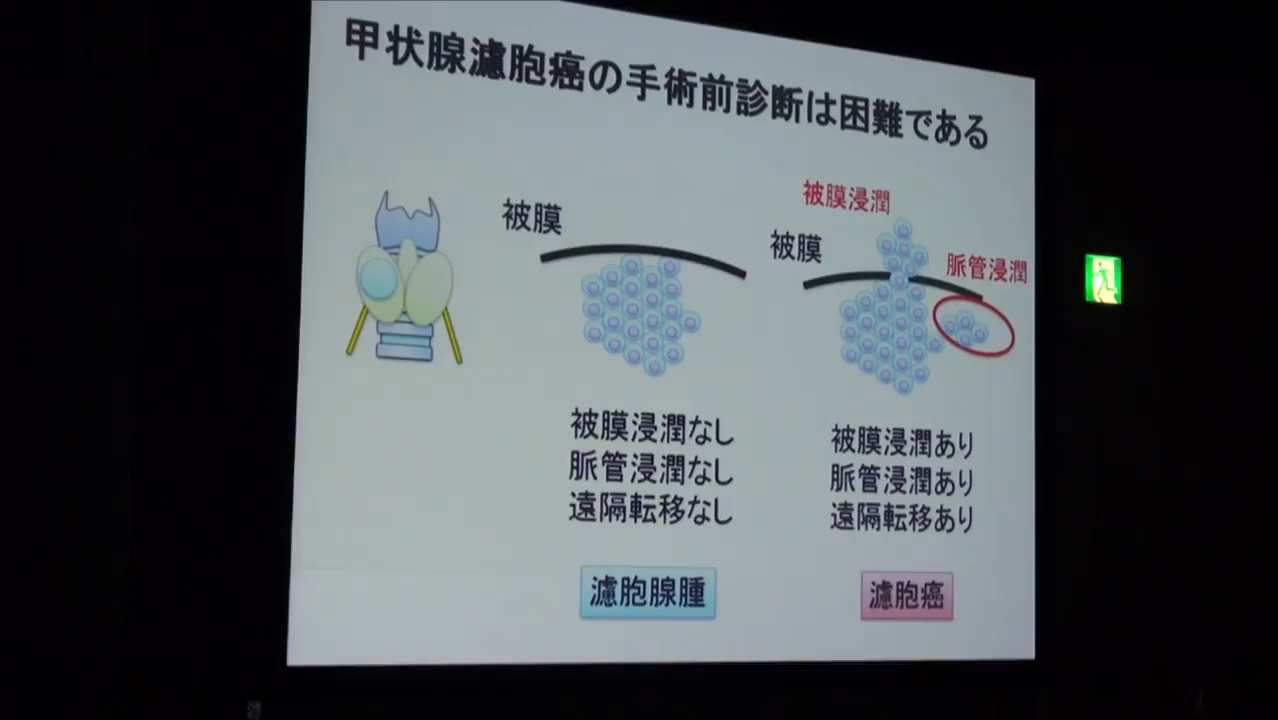 甲状腺濾胞癌の手術前診断は困難である
被膜
被膜浸潤
被膜
脈管浸潤
被膜浸潤なし
脈管浸潤なし
遠隔転移なし
濾胞腺腫
被膜浸潤あり
脈管浸潤あり
遠隔転移あり
濾胞癌